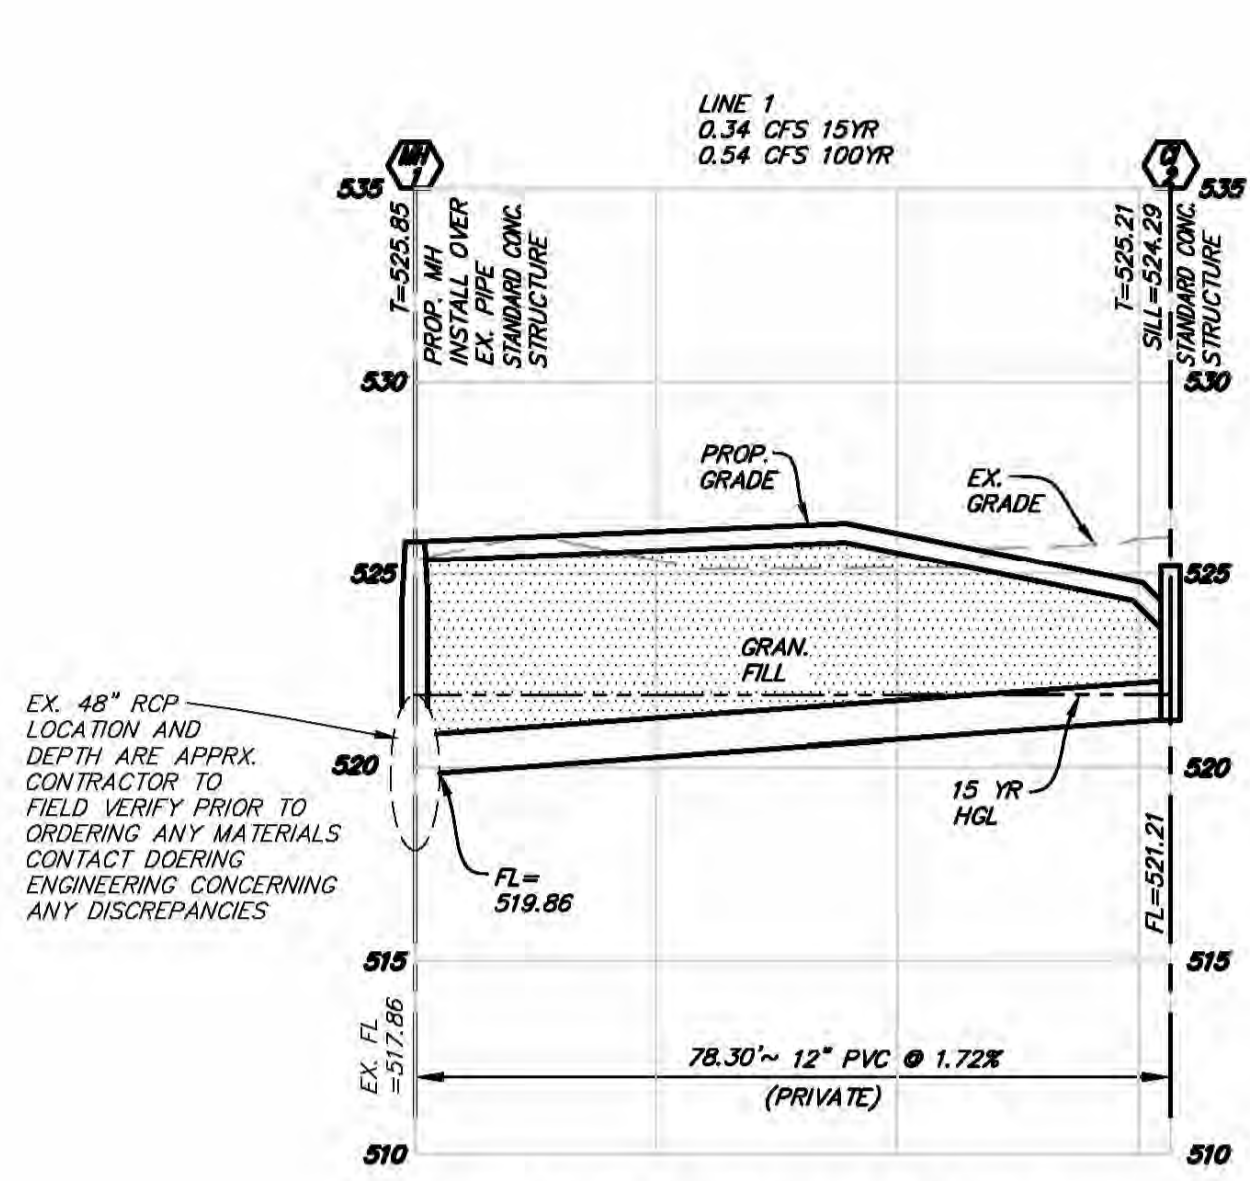 LINE 1
0.34 CFS 15YR
0.54 CFS 100YR
MH
1
CI
2
535
535
T=525.85
PROP. MH
INSTALL OVER
EX. PIPE
STANDARD CONC.
STRUCTURE
T=525.21
SILL=524.29
STANDARD CONC.
STRUCTURE
530
530
PROP.
GRADE
EX.
GRADE
525
525
GRAN.
FILL
EX. 48" RCP
LOCATION AND
DEPTH ARE APPRX.
CONTRACTOR TO
FIELD VERIFY PRIOR TO
ORDERING ANY MATERIALS
CONTACT DOERING
ENGINEERING CONCERNING
ANY DISCREPANCIES
520
520
15 YR
HGL
FL=
519.86
FL=521.21
515
515
EX. FL
=517.86
78.30'~ 12" PVC @ 1.72%
(PRIVATE)
510
510